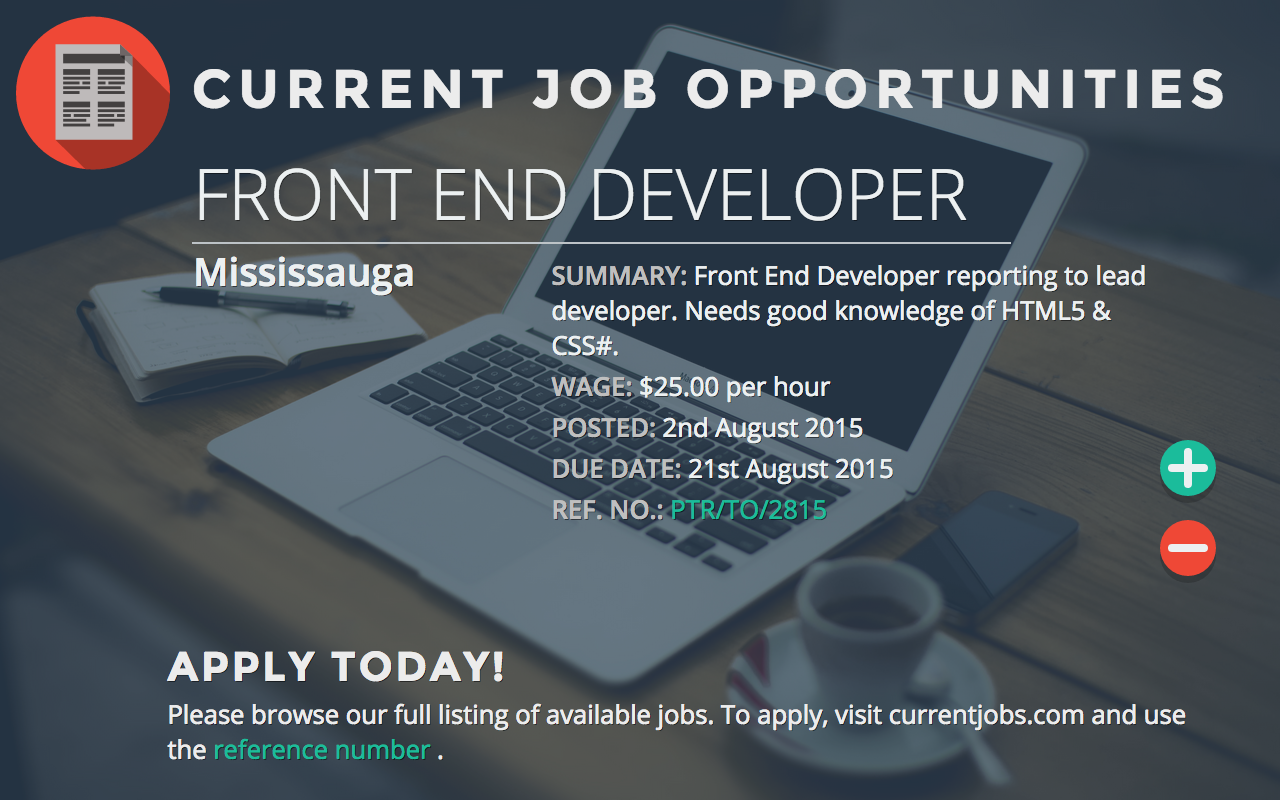 CURRENT JOB OPPORTUNITIES
FRONT END DEVELOPER
Mississauga
SUMMARY: Front End Developer reporting to lead
developer. Needs good knowledge of HTML5 &
CSS#.
WAGE: $25.00 per hour
POSTED: 2nd August 2015
DUE DATE: 21st August 2015
REF. NO.: PTR/TO/2815
APPLY TODAY!
Please browse our full listing of available jobs. To apply, visit currentjobs.com and use
the reference number .